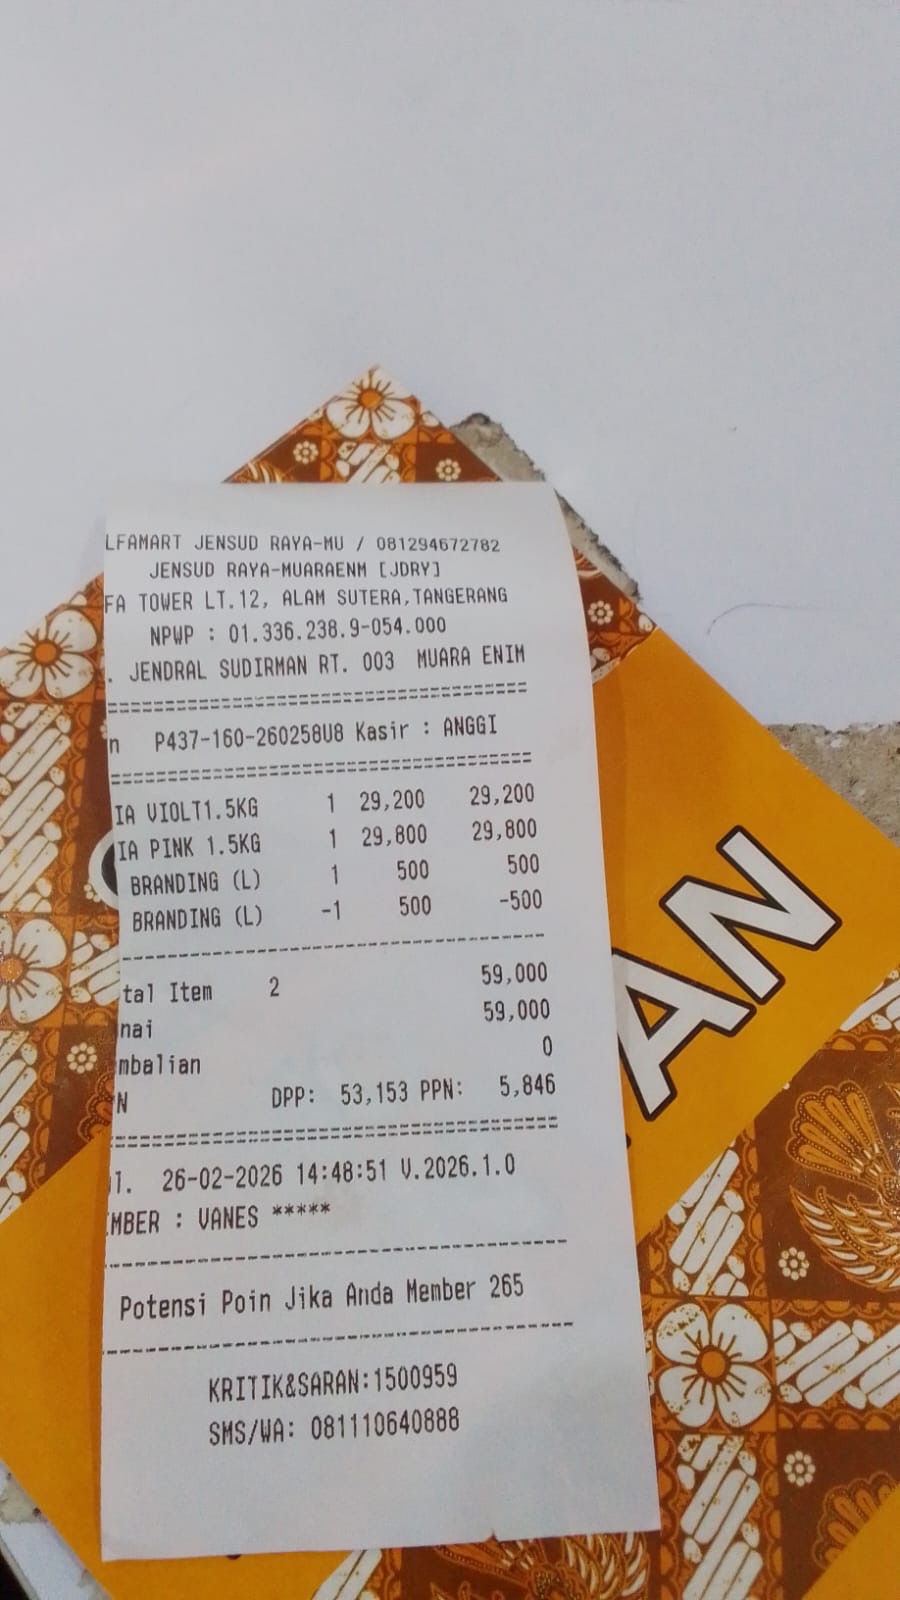 LFAMART JENSUD RAYA-MU / 081294672782
JENSUD RAYA-MUARAENM [JDRY]
FA TOWER LT.12, ALAM SUTERA,TANGERANG
NPWP : 01.336.238.9-054.000
. JENDRAL SUDIRMAN RT. 003 MUARA ENIM
n P437-160-260258U8 Kasir : ANGGI
IA VIOLT1.5KG 1 29,200 29,200
IA PINK 1.5KG 1 29,800 29,800
BRANDING (L) 1 500 500
BRANDING (L) -1 500 -500
tal Item 2 59,000
nai 59,000
mbalian 0
N DPP: 53,153 PPN: 5,846
l. 26-02-2026 14:48:51 V.2026.1.0
MBER : VANES *****
Potensi Poin Jika Anda Member 265
KRITIK&SARAN:1500959
SMS/WA: 081110640888
AN